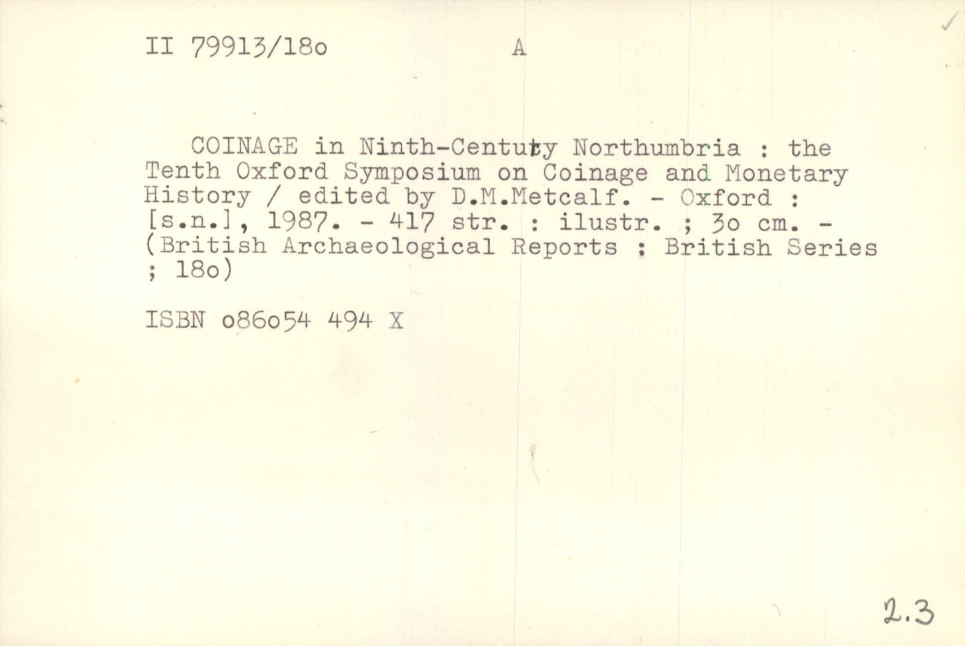 II 79913/18o A
COINAGE in Ninth-Century Northumbria : the
Tenth Oxford Symposium on Coinage and Monetary
History / edited by D.M.Metcalf. - Oxford :
[s.n.], 1987. - 417 str. : ilustr. ; 3o cm. -
(British Archaeological Reports : British Series
; 18o)
ISBN o86o54 494 X
2.3